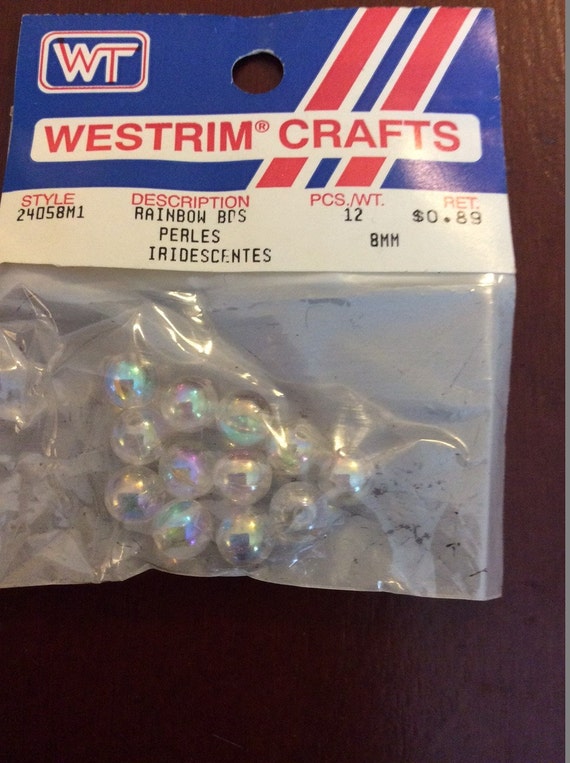 WT
WESTRIM® CRAFTS
STYLE DESCRIPTION PCS./WT. RET.
24058M1 RAINBOW BDS 12 $0.89
PERLES 8MM
IRIDESCENTES